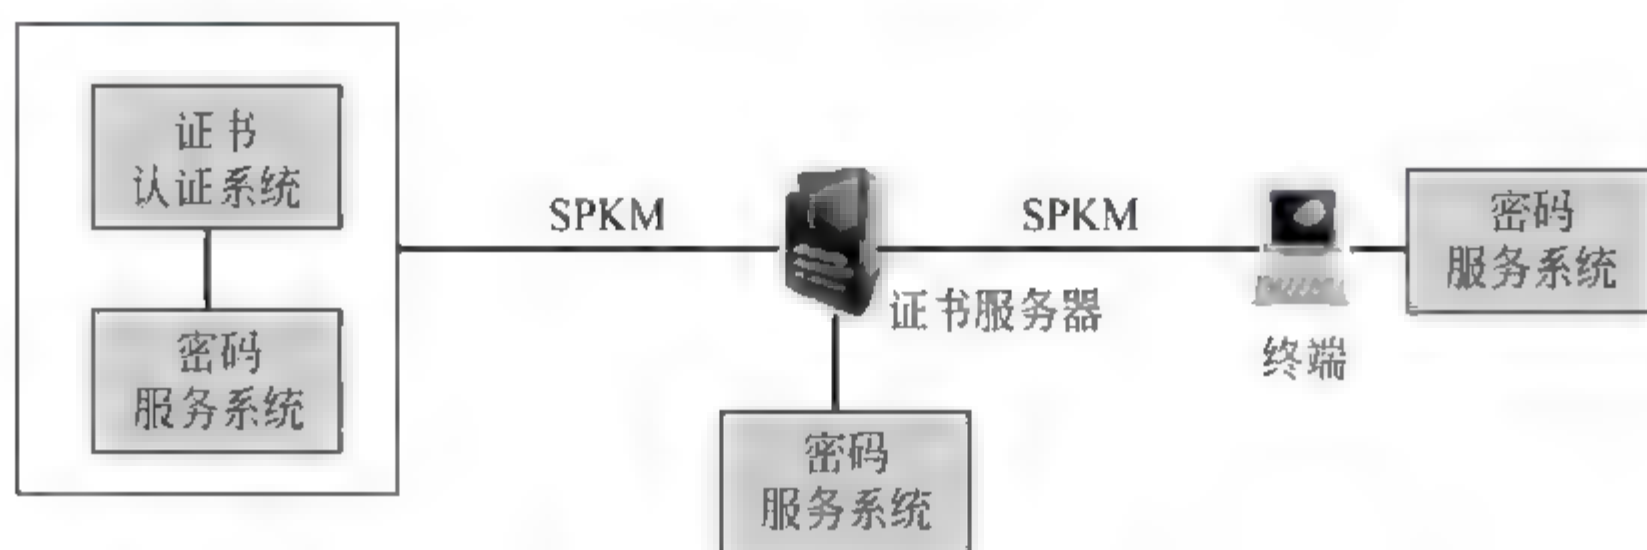 证书
认证系统
密码
服务系统
SPKM
证书服务器
密码
服务系统
SPKM
终端
密码
服务系统